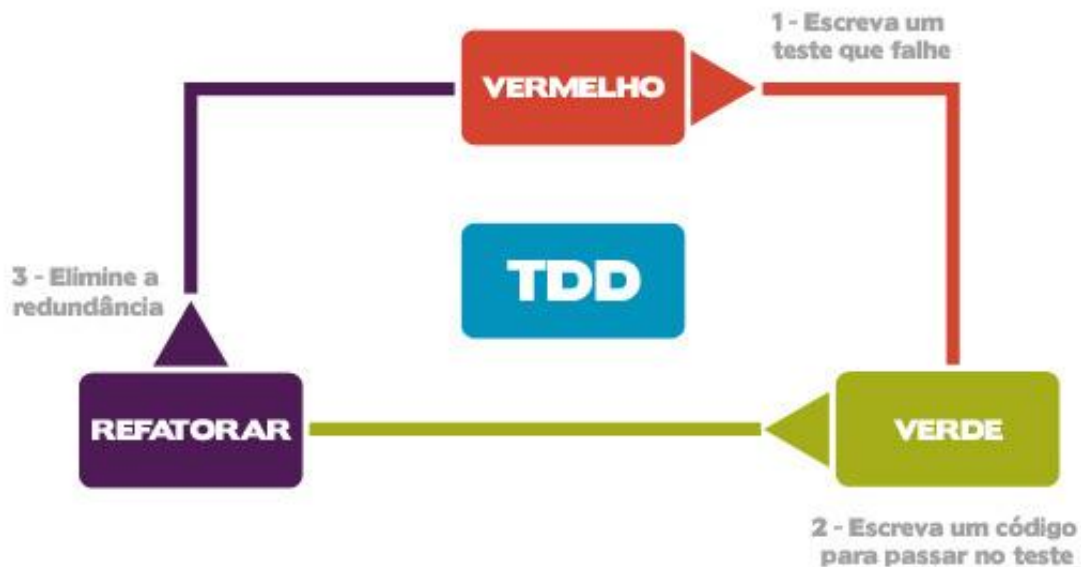 1 - Escreva um
teste que falhe
VERMELHO
TDD
3 - Elimine a
redundância
REFATORAR
VERDE
2 - Escreva um código
para passar no teste